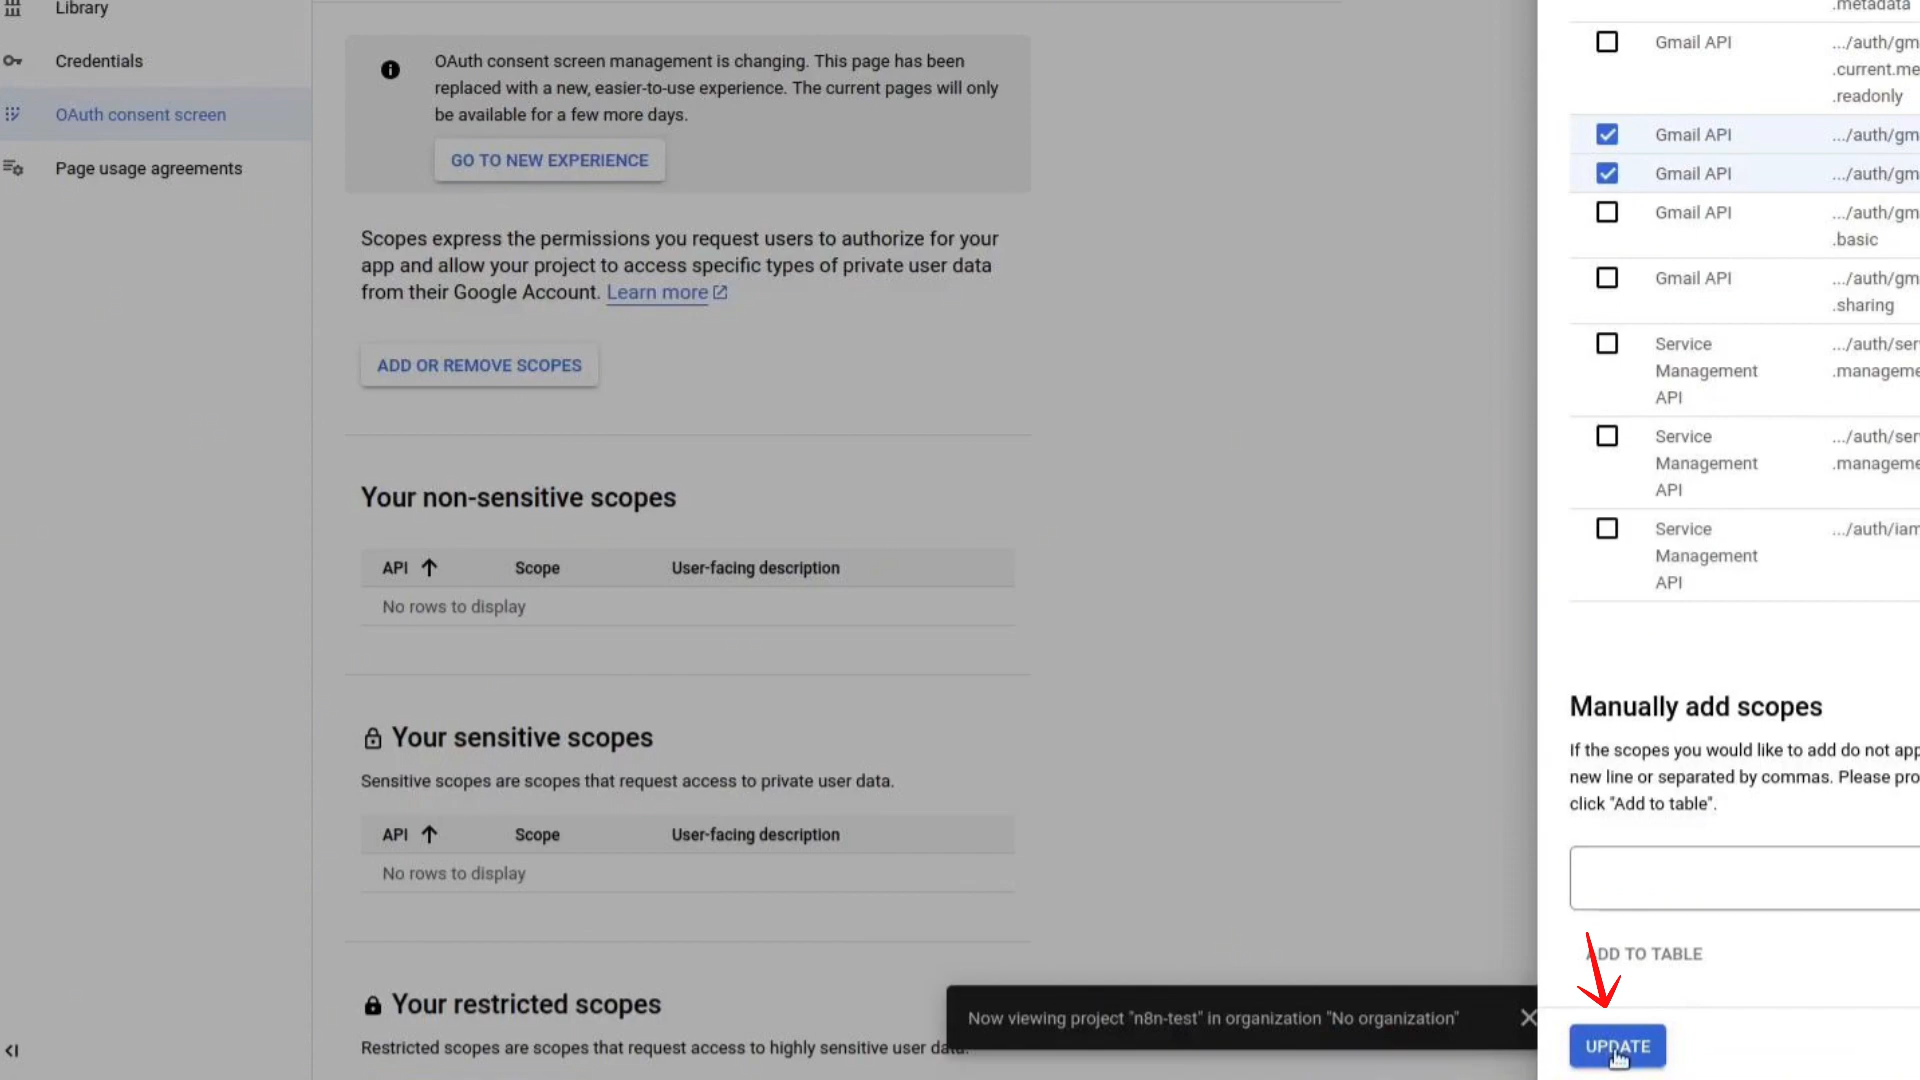 Library
Credentials
OAuth consent screen
Page usage agreements
OAuth consent screen management is changing. This page has been
replaced with a new, easier-to-use experience. The current pages will only
be available for a few more days.
GO TO NEW EXPERIENCE
Scopes express the permissions you request users to authorize for your
app and allow your project to access specific types of private user data
from their Google Account. Learn more
ADD OR REMOVE SCOPES
Your non-sensitive scopes
API Scope User-facing description
No rows to display
Your sensitive scopes
Sensitive scopes are scopes that request access to private user data.
API Scope User-facing description
No rows to display
Your restricted scopes
Restricted scopes are scopes that request access to highly sensitive user data.
Now viewing project "n8n-test" in organization "No organization"
.metadata
Gmail API .../auth/gm
.current.me
.readonly
Gmail API .../auth/gm
Gmail API .../auth/gm
Gmail API .../auth/gm
.basic
Gmail API .../auth/gm
.sharing
Service .../auth/ser
Management .manageme
API
Service .../auth/ser
Management .manageme
API
Service .../auth/iam
Management
API
Manually add scopes
If the scopes you would like to add do not app
new line or separated by commas. Please pro
click "Add to table".
ADD TO TABLE
UPDATE